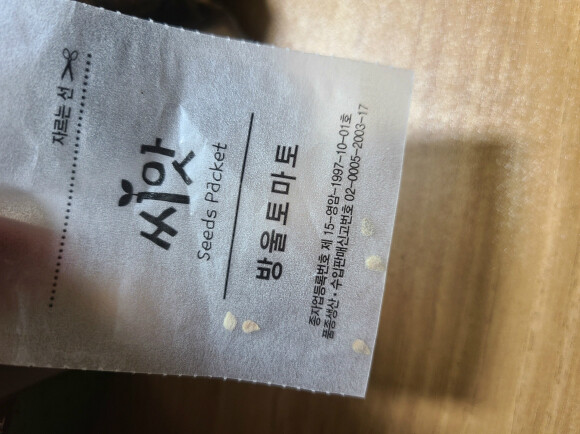 자르는 선
씨앗
Seeds Packet
방울토마토
종자업등록번호 제 15-영암-1997-10-01호
품종생산·수입판매신고번호 02-0005-2003-17